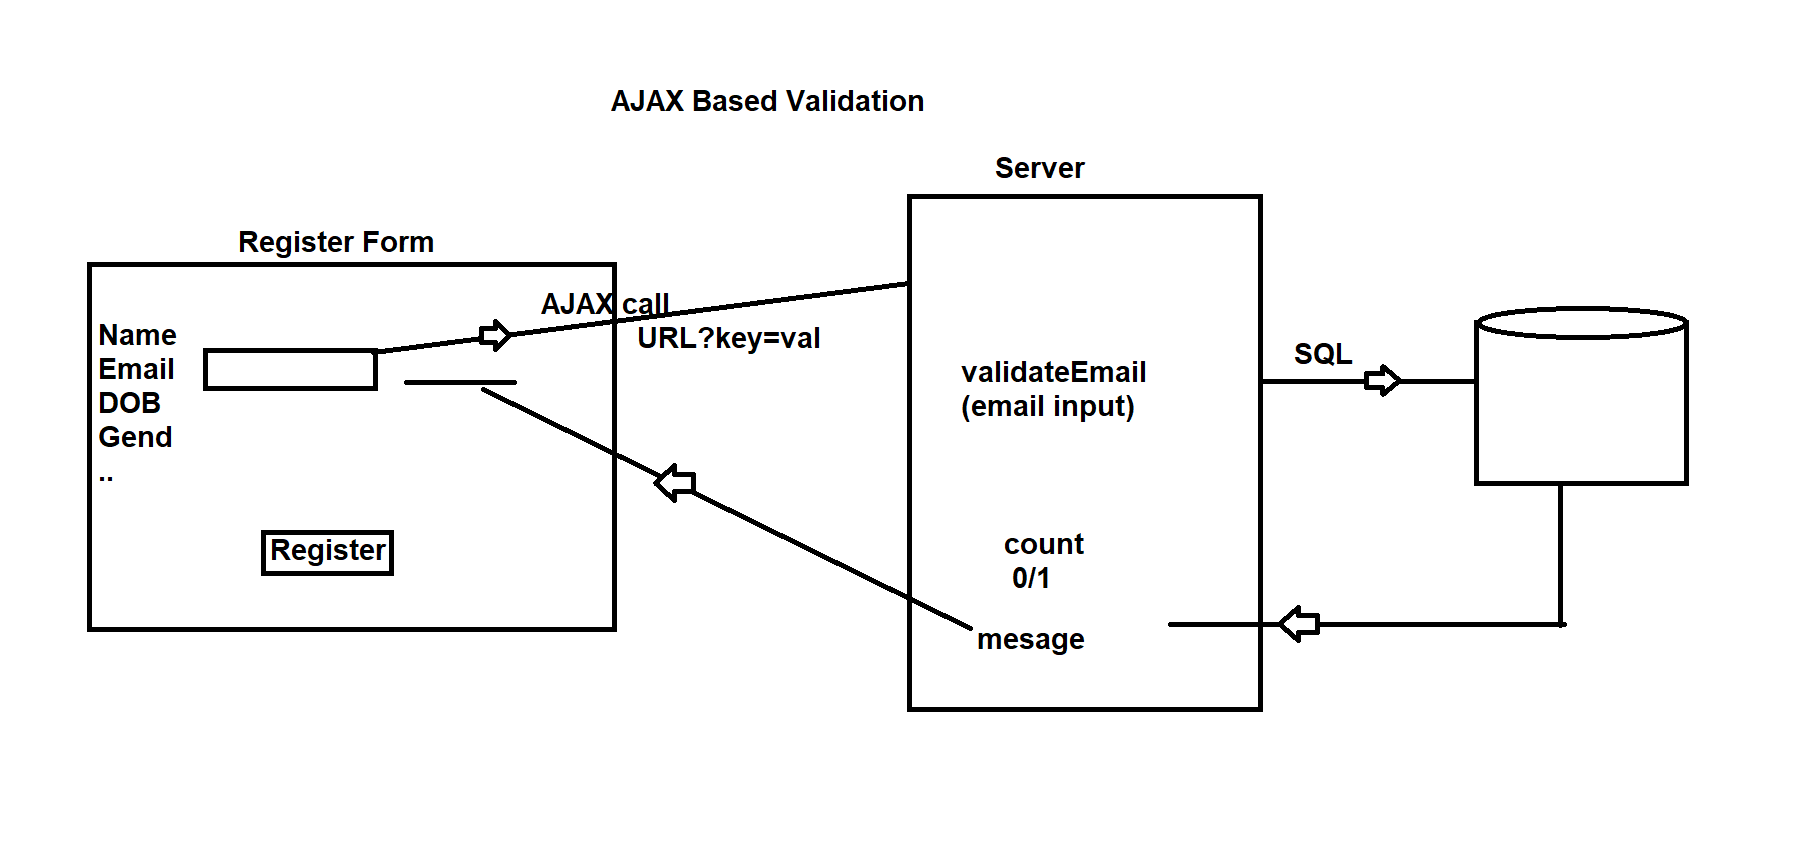 AJAX Based Validation
Server
Register Form
AJAX call
URL?key=val
Name
Email
DOB
Gend
..
Register
validateEmail
(email input)
count
0/1
mesage
SQL